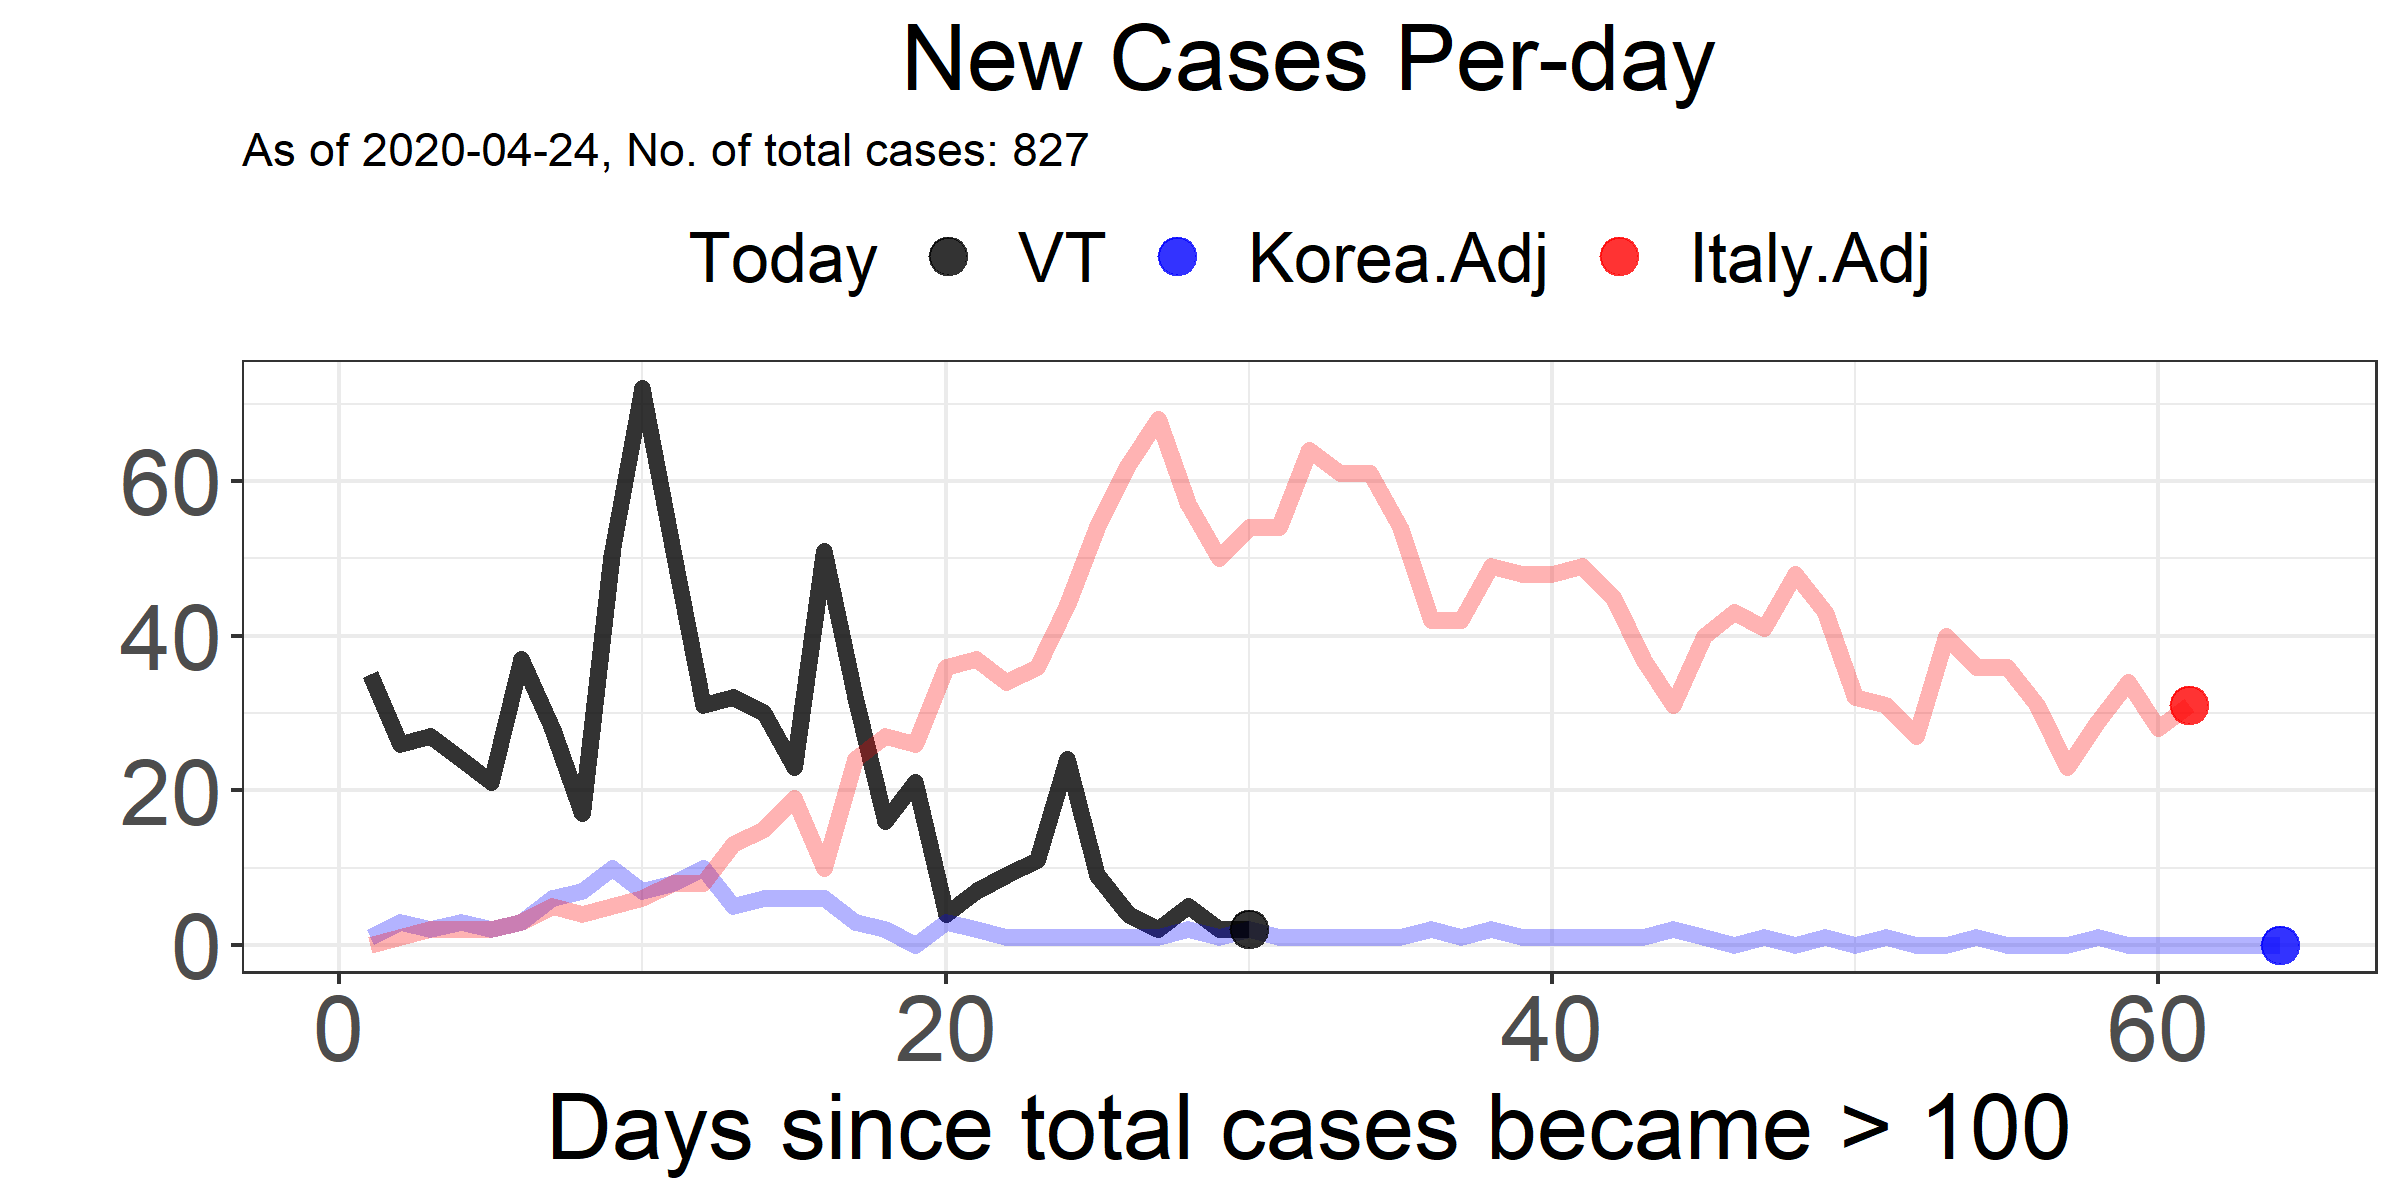 New Cases Per-day
As of 2020-04-24, No. of total cases: 827
Today VT Korea.Adj Italy.Adj
60
40
20
0
0 20 40 60
Days since total cases became > 100